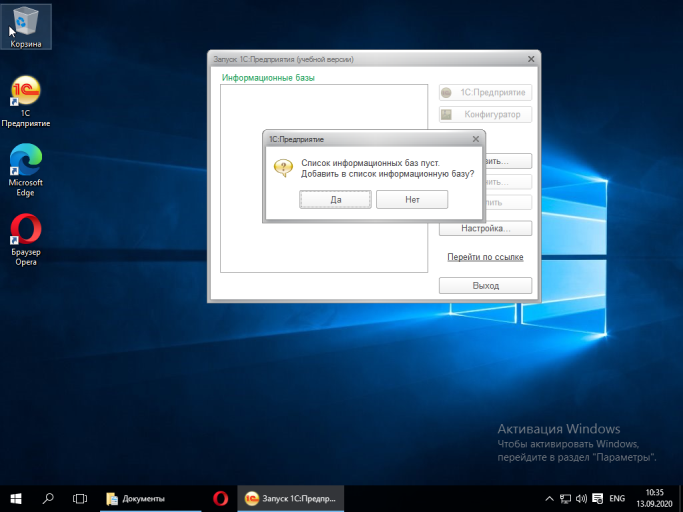 Корзина
1C
Предприятие
Microsoft
Edge
Браузер
Opera
Запуск 1С:Предприятия (учебной версии)
Информационные базы
1С:Предприятие
Конфигуратор
Настройка...
Перейти по ссылке
Выход
1С:Предприятие
Список информационных баз пуст.
Добавить в список информационную базу?
Да
Нет
Активация Windows
Чтобы активировать Windows,
перейдите в раздел "Параметры".
Документы
Запуск 1С:Предпр...
ENG
10:35
13.09.2020